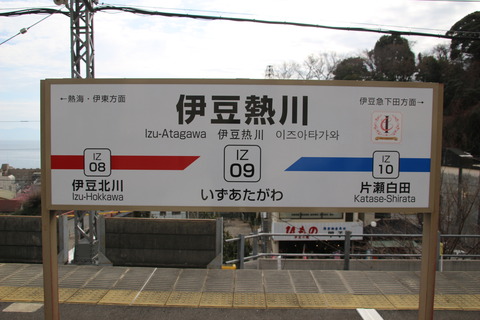 ←熱海・伊東方面
伊豆急下田方面→
伊豆熱川
Izu-Atagawa 伊豆热川 이즈아타가와
IZ
08
伊豆北川
Izu-Hokkawa
IZ
09
いずあたがわ
IZ
10
片瀬白田
Katase-Shirata